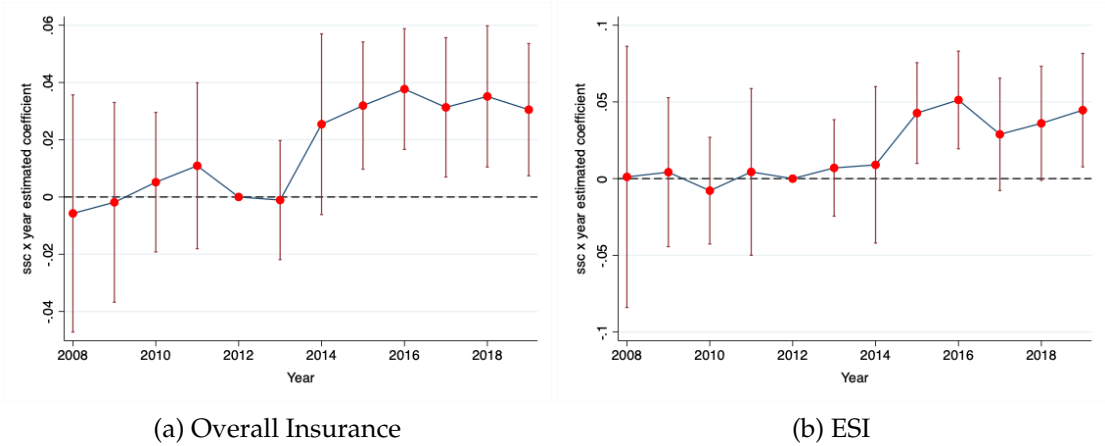 .06
.04
.02
0
-.02
-.04
ssc x year estimated coefficient
2008 2010 2012 2014 2016 2018
Year
(a) Overall Insurance
.1
.05
0
-.05
-.1
ssc x year estimated coefficient
2008 2010 2012 2014 2016 2018
Year
(b) ESI